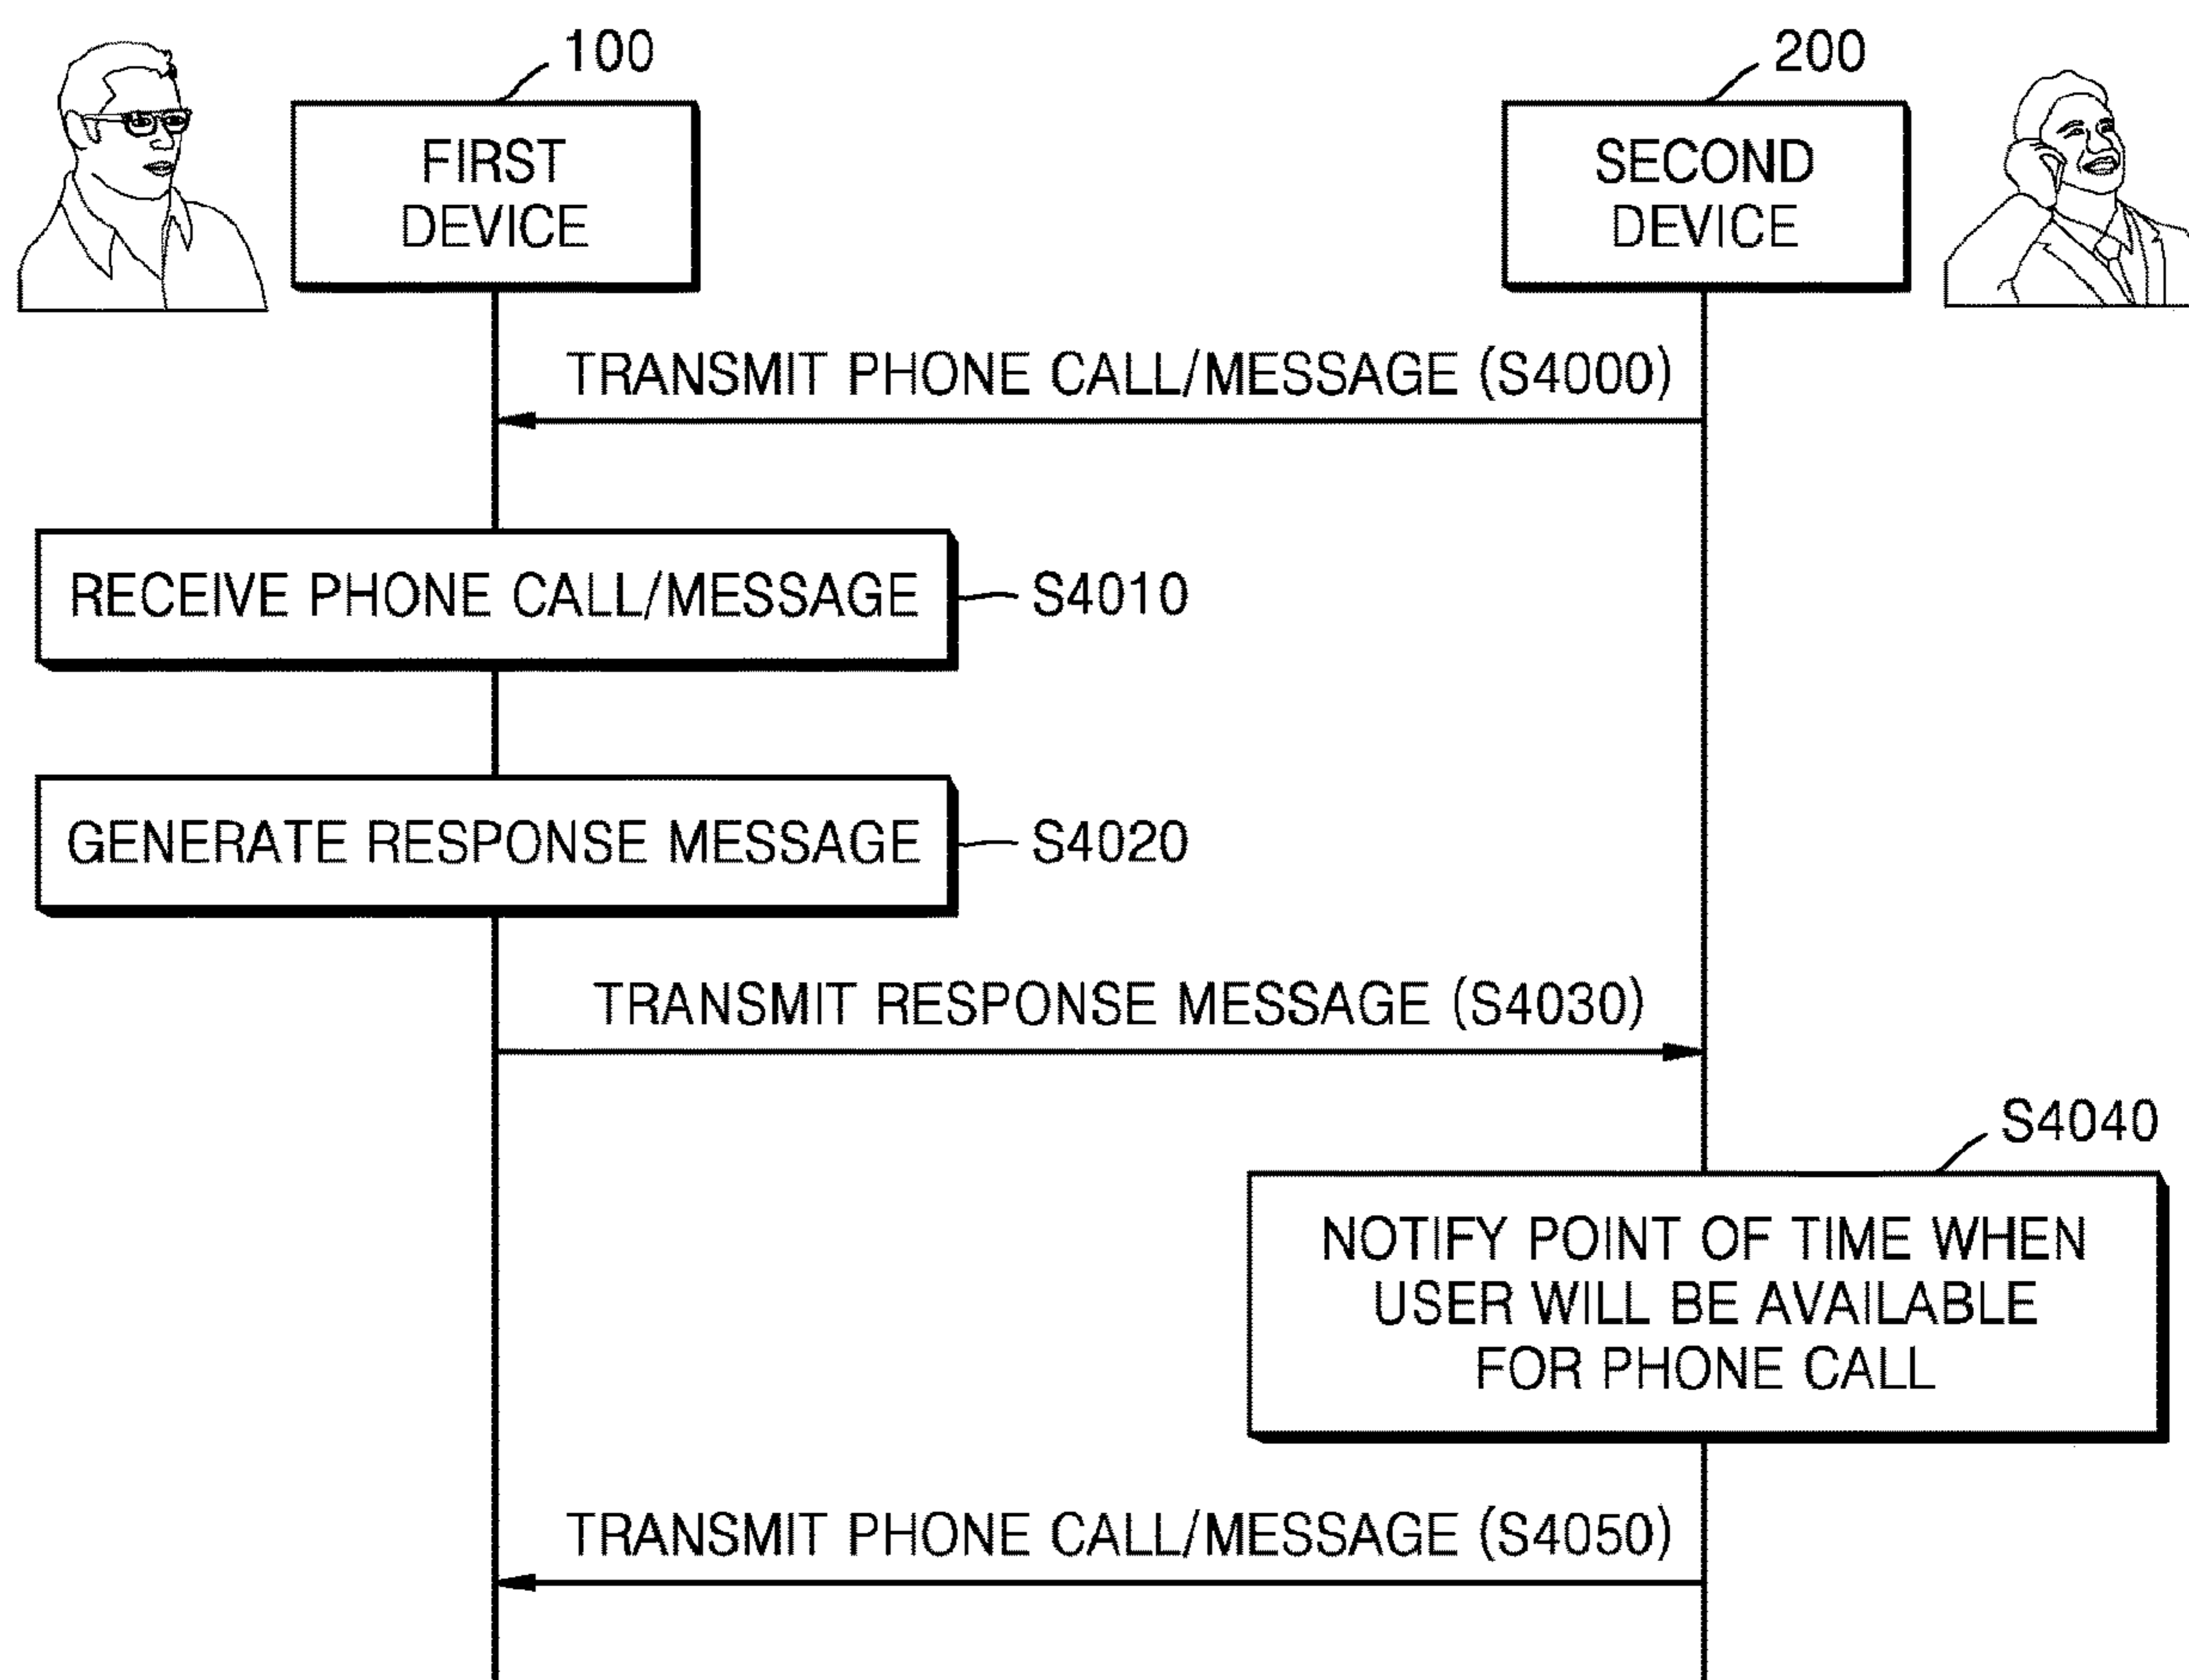 100
200
FIRST
DEVICE
SECOND
DEVICE
TRANSMIT PHONE CALL/MESSAGE (S4000)
RECEIVE PHONE CALL/MESSAGE
S4010
GENERATE RESPONSE MESSAGE
S4020
TRANSMIT RESPONSE MESSAGE (S4030)
S4040
NOTIFY POINT OF TIME WHEN
USER WILL BE AVAILABLE
FOR PHONE CALL
TRANSMIT PHONE CALL/MESSAGE (S4050)